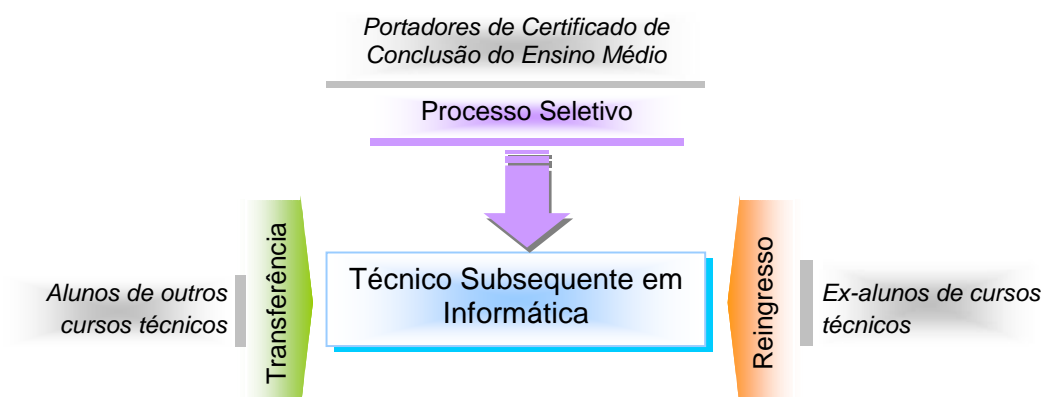 Portadores de Certificado de
Conclusão do Ensino Médio
Processo Seletivo
Alunos de outros
cursos técnicos
Transferência
Técnico Subsequente em
Informática
Reingresso
Ex-alunos de cursos
técnicos